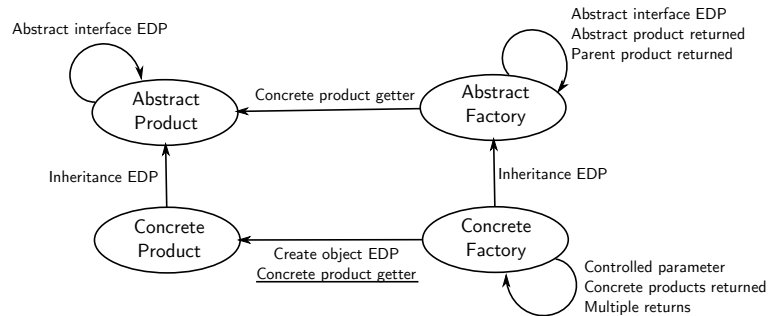 Abstract interface EDP
Abstract interface EDP
Abstract product returned
Parent product returned
Abstract
Product
Concrete product getter
Abstract
Factory
Inheritance EDP
Inheritance EDP
Concrete
Product
Create object EDP
Concrete product getter
Concrete
Factory
Controlled parameter
Concrete products returned
Multiple returns